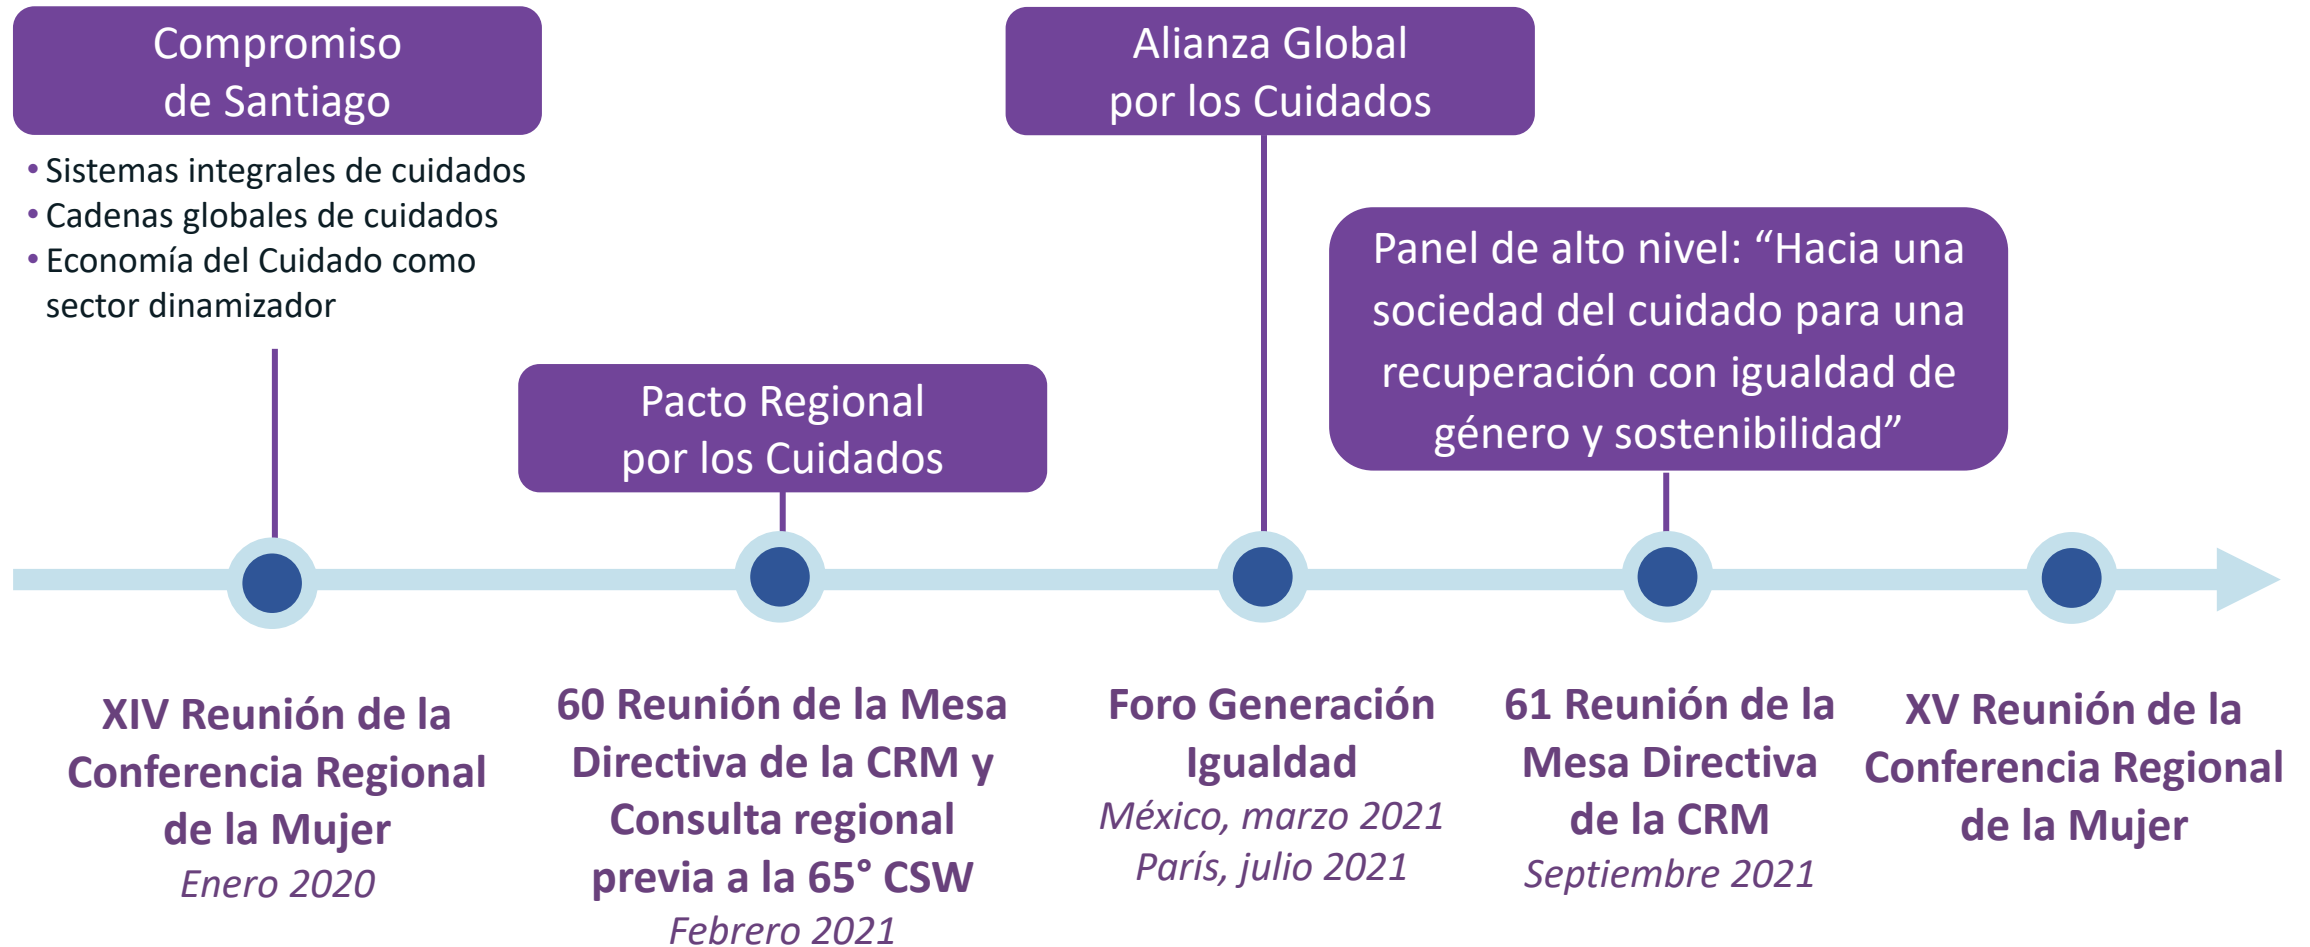 Compromiso
de Santiago
• Sistemas integrales de cuidados
• Cadenas globales de cuidados
• Economía del Cuidado como
sector dinamizador
Pacto Regional
por los Cuidados
Alianza Global
por los Cuidados
Panel de alto nivel: “Hacia una
sociedad del cuidado para una
recuperación con igualdad de
género y sostenibilidad”
XIV Reunión de la
Conferencia Regional
de la Mujer
Enero 2020
60 Reunión de la Mesa
Directiva de la CRM y
Consulta regional
previa a la 65° CSW
Febrero 2021
Foro Generación
Igualdad
México, marzo 2021
París, julio 2021
61 Reunión de la
Mesa Directiva
de la CRM
Septiembre 2021
XV Reunión de la
Conferencia Regional
de la Mujer